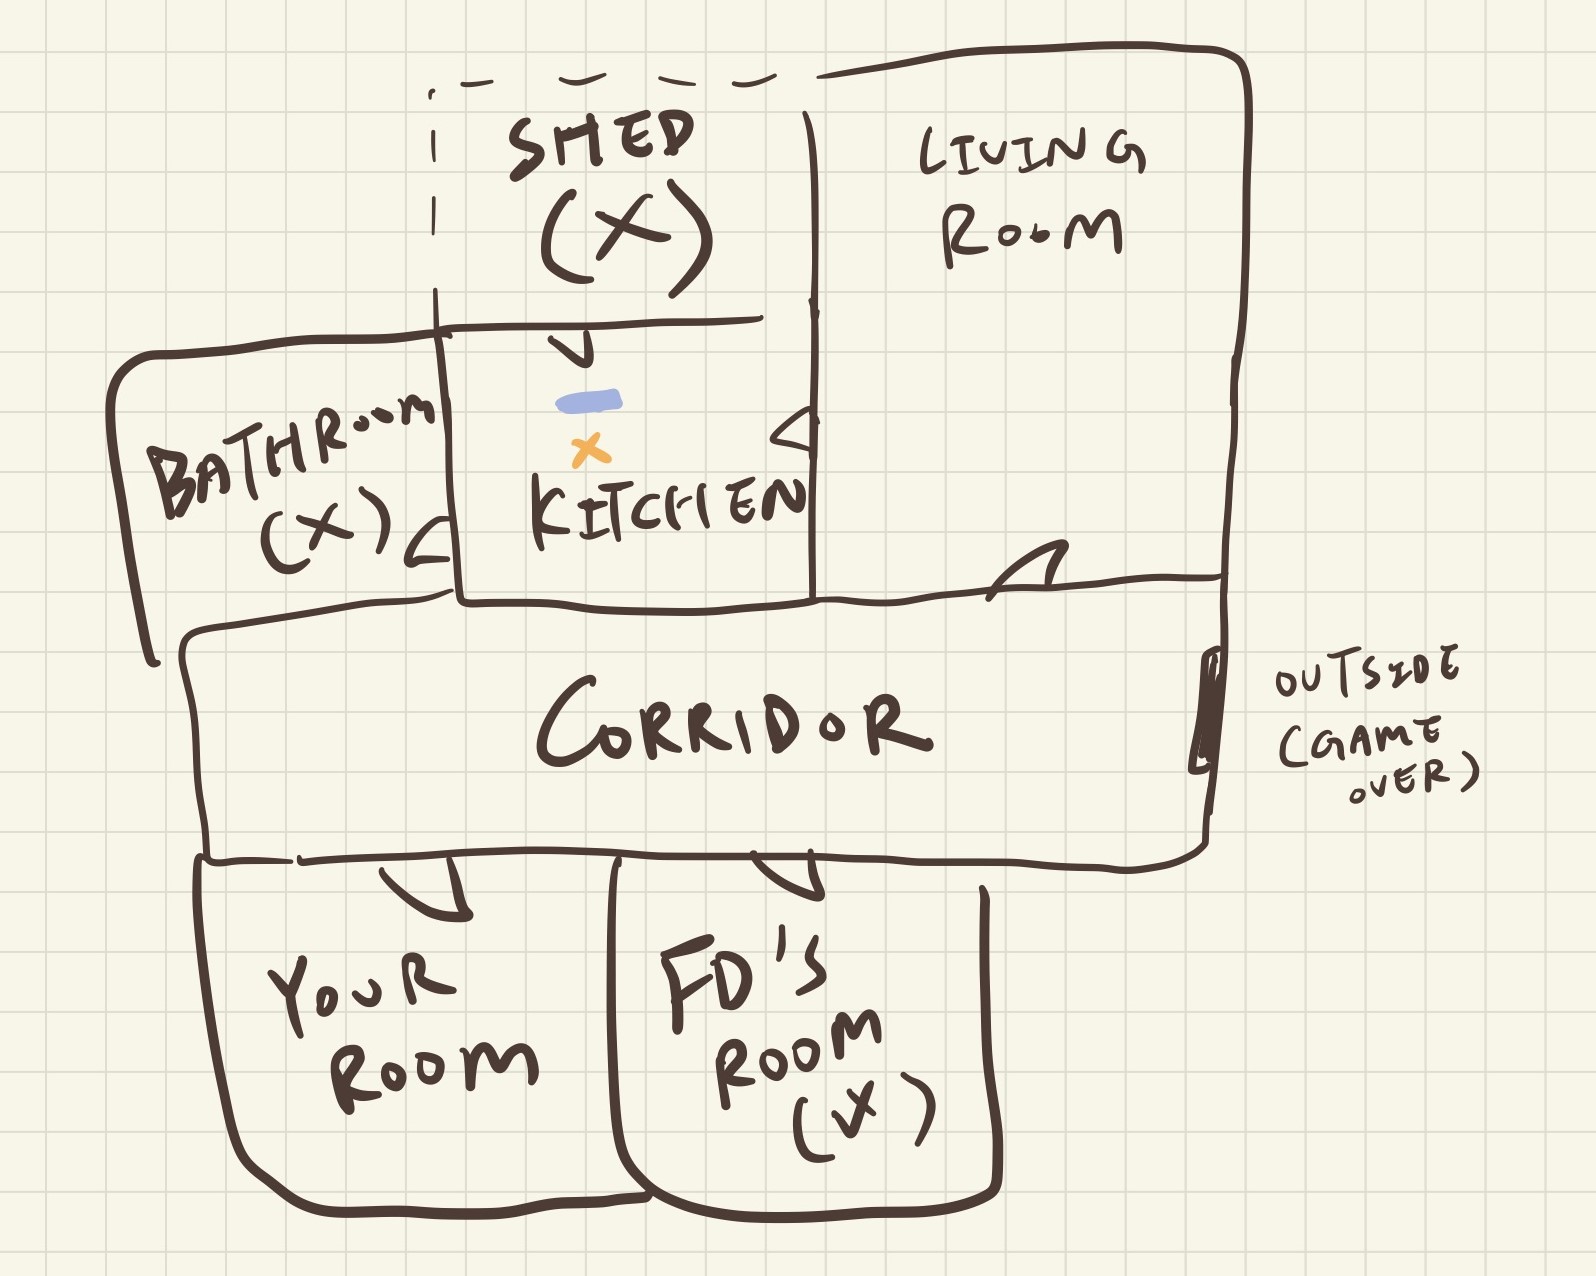 SHED
(X)
LIVING
ROOM
BATHROOM
(X)
KITCHEN
CORRIDOR
OUTSIDE
(GAME
OVER)
YOUR
ROOM
FD'S
ROOM
(X)